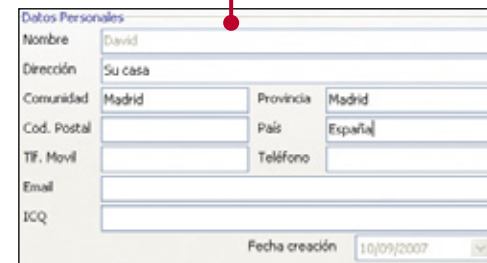 Datos Personales
Nombre David
Dirección Su casa
Comunidad Madrid Provincia Madrid
Cod. Postal País España
Tlf. Movil Teléfono
Email
ICQ
Fecha creación 10/09/2007